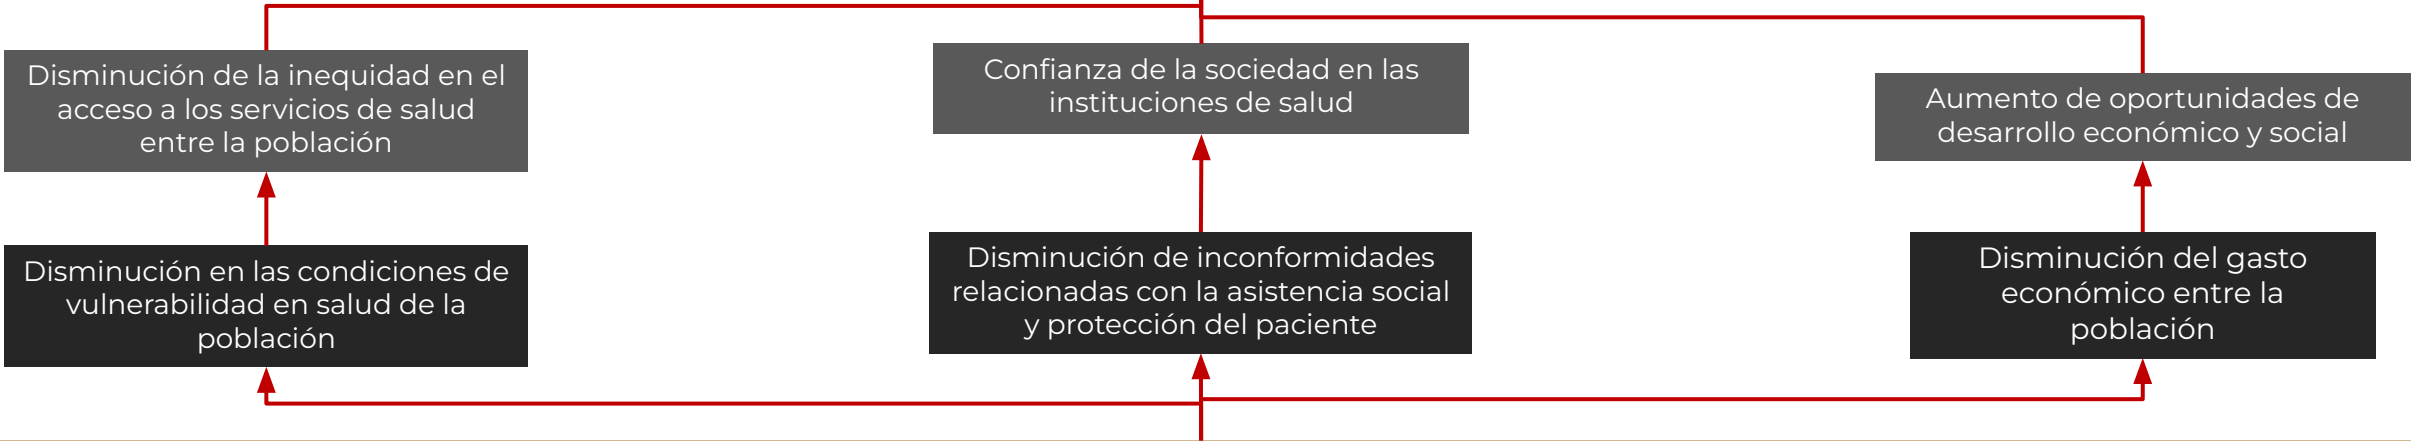 Disminución de la inequidad en el
acceso a los servicios de salud
entre la población
Confianza de la sociedad en las
instituciones de salud
Aumento de oportunidades de
desarrollo económico y social
Disminución en las condiciones de
vulnerabilidad en salud de la
población
Disminución de inconformidades
relacionadas con la asistencia social
y protección del paciente
Disminución del gasto
económico entre la
población